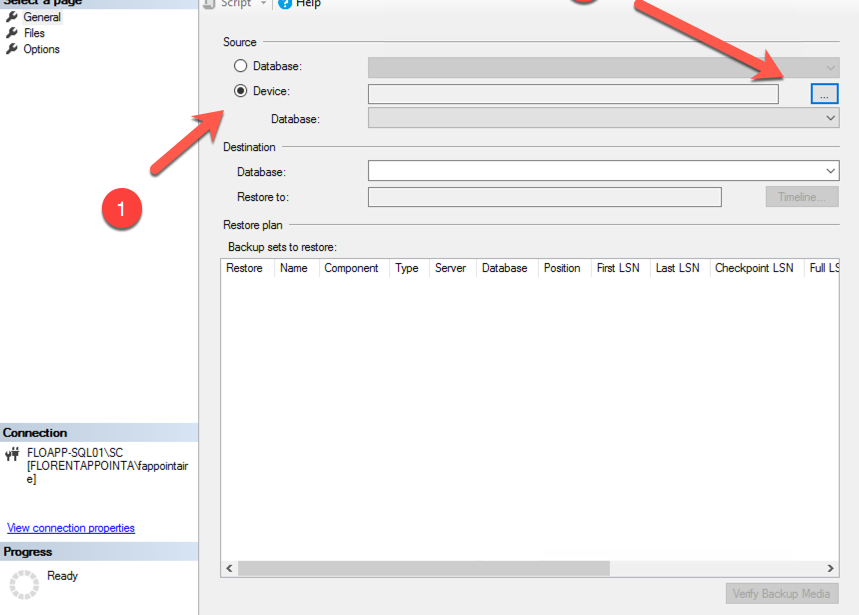 Select a page
General
Files
Options
Script
Help
Source
Database:
Device:
...
Database:
1
Destination
Database:
Restore to:
Timeline...
Restore plan
Backup sets to restore:
Restore Name Component Type Server Database Position First LSN Last LSN Checkpoint LSN Full LS
Connection
FLOAPP-SQL01\SC
[FLORENTAPPOINTA\fappointair
e]
View connection properties
Progress
Ready
Verify Backup Media